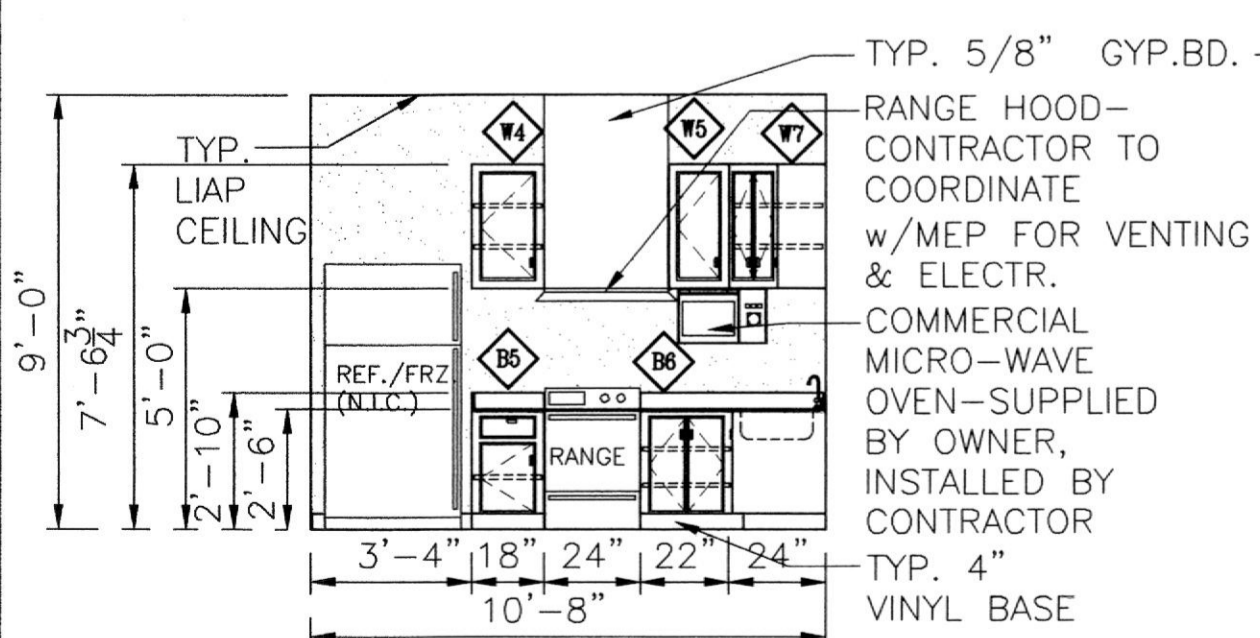 TYP. 5/8” GYP.BD.
RANGE HOOD–
CONTRACTOR TO
COORDINATE
w/MEP FOR VENTING
& ELECTR.
COMMERCIAL
MICRO–WAVE
OVEN–SUPPLIED
BY OWNER,
INSTALLED BY
CONTRACTOR
TYP. 4”
VINYL BASE
TYP.
LIAP
CEILING
W4
W5
W7
B5
B6
REF./FRZ
(N.I.C.)
RANGE
9’–0”
7’–6 3/4”
5’–0”
2’–10”
2’–6”
3’–4” 18” 24” 22” 24”
10’–8”